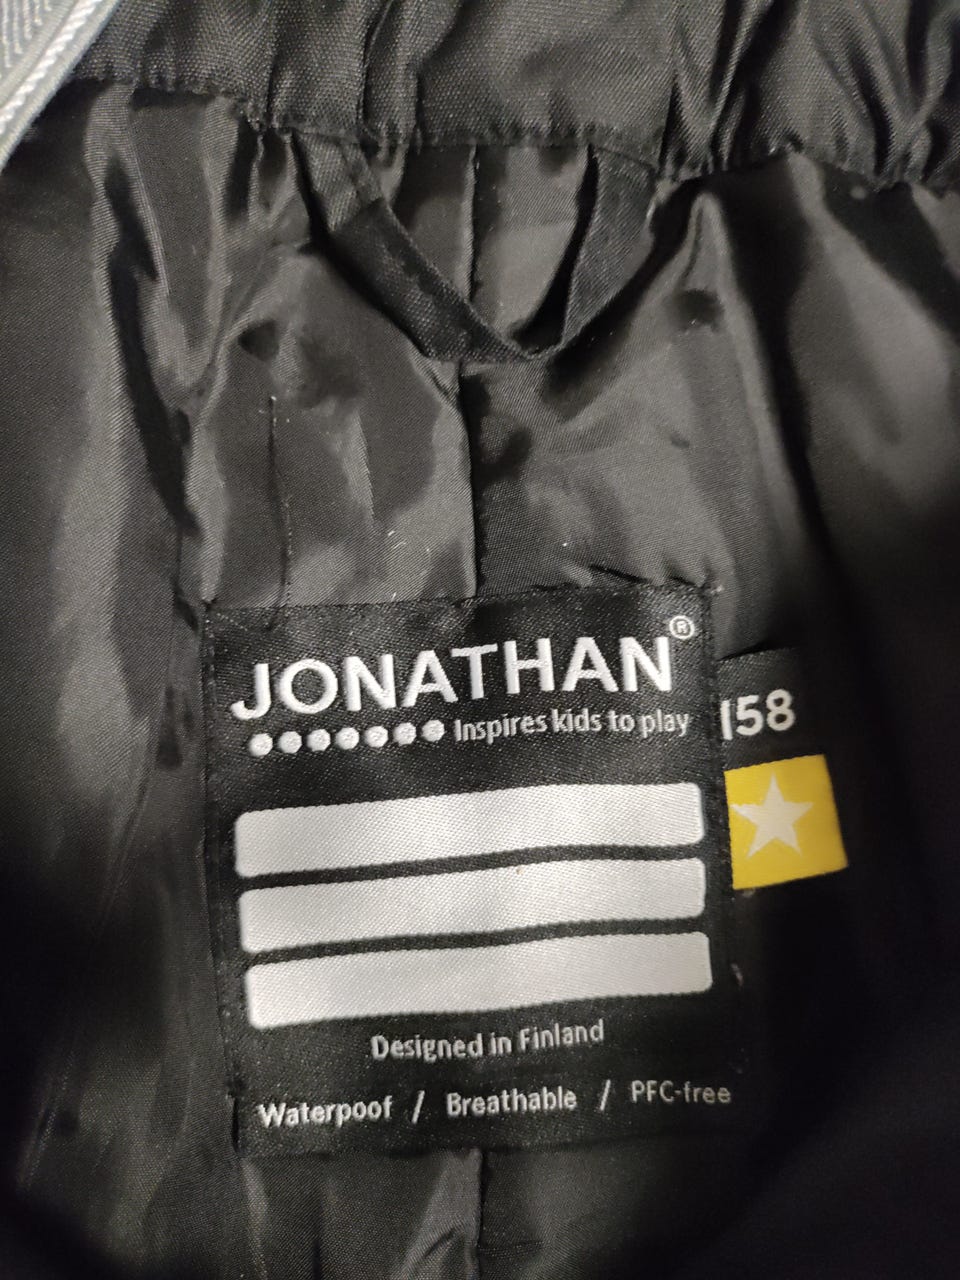 JONATHAN®
Inspires kids to play
158
Designed in Finland
Waterpoof / Breathable / PFC-free